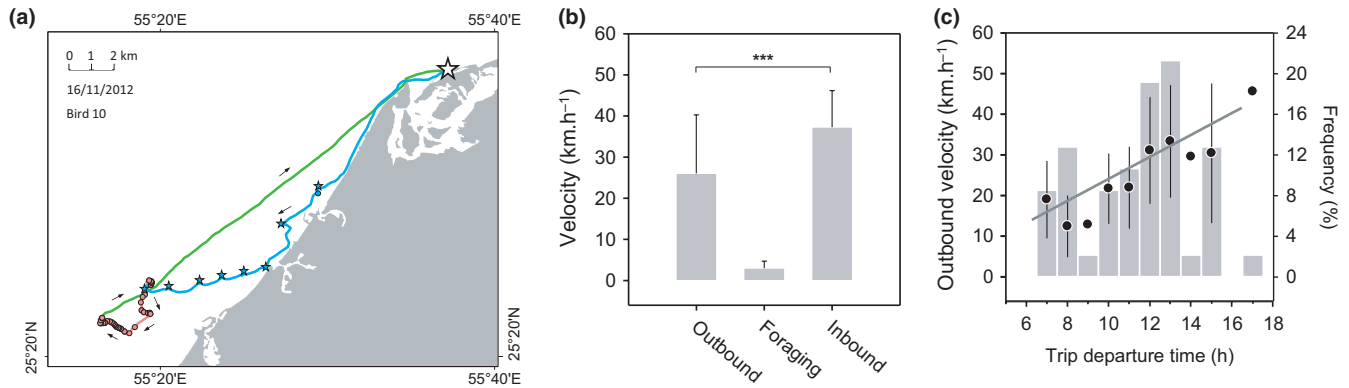 (a)
55°20'E
55°40'E
0 1 2 km
16/11/2012
Bird 10
25°20'N
25°20'N
55°20'E
55°40'E
(b)
Velocity (km.h⁻¹)
60
50
40
30
20
10
0
***
Outbound
Foraging
Inbound
(c)
Outbound velocity (km.h⁻¹)
60
50
40
30
20
10
0
24
20
16
12
8
4
0
Frequency (%)
6 8 10 12 14 16 18
Trip departure time (h)